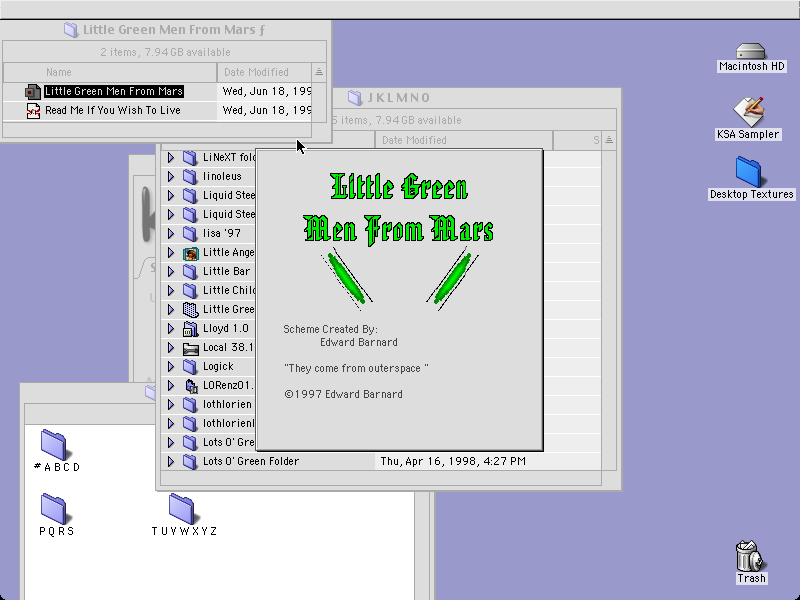 Little Green Men From Mars ƒ
2 items, 7.94 GB available
Name
Date Modified
Little Green Men From Mars
Wed, Jun 18, 199
Read Me If You Wish To Live
Wed, Jun 18, 199
J K L M N O
items, 7.94 GB available
Date Modified
S
LiNeXT fol
linoleus
Liquid Stee
Liquid Stee
lisa '97
Little Ange
Little Bar
Little Chil
Little Gree
Lloyd 1.0
Local 38.1
Logick
LORenz01.
lothlorien
lothlorien
Lots O' Gre
Lots O' Green Folder
Thu, Apr 16, 1998, 4:27 PM
Little Green
Men From Mars
Scheme Created By:
Edward Barnard
"They come from outerspace "
©1997 Edward Barnard
# A B C D
P Q R S
T U V W X Y Z
Macintosh HD
KSA Sampler
Desktop Textures
Trash